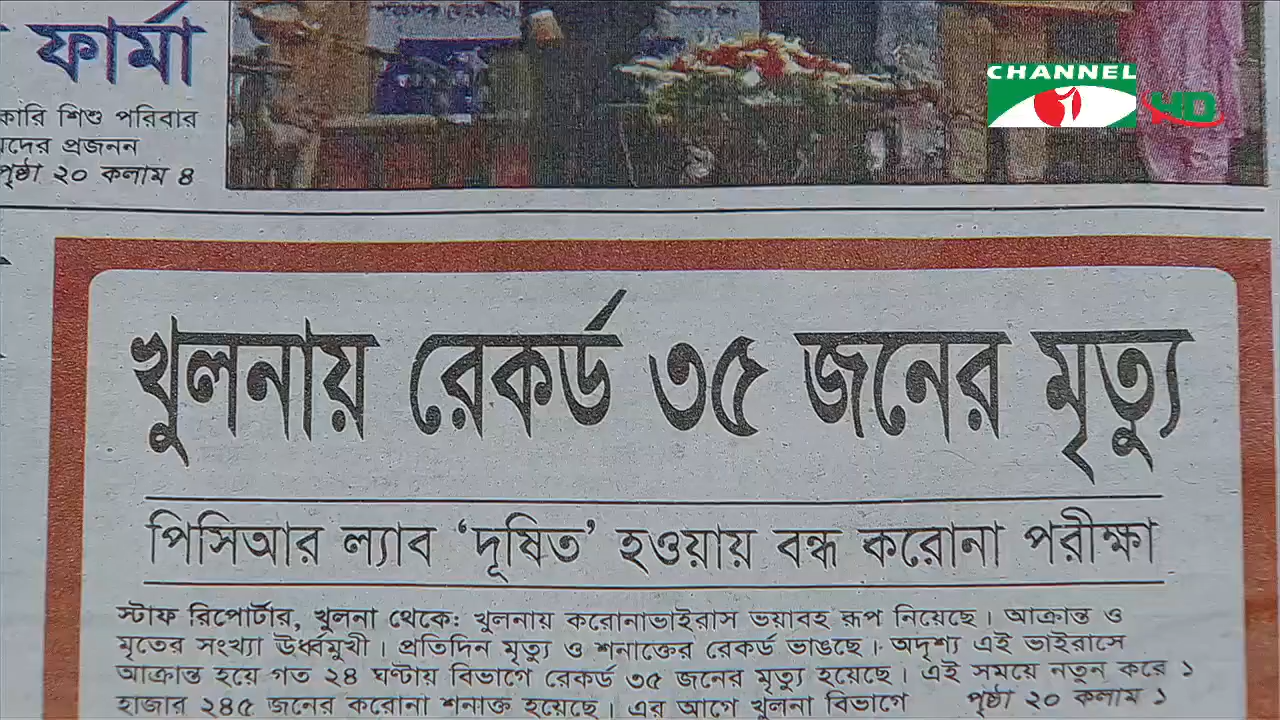 ফার্মা
কারি শিশু পরিবার
দের প্রজনন
পৃষ্ঠা ২০ কলাম ৪
CHANNEL
HD
খুলনায় রেকর্ড ৩৫ জনের মৃত্যু
পিসিআর ল্যাব ‘দূষিত’ হওয়ায় বন্ধ করোনা পরীক্ষা
স্টাফ রিপোর্টার, খুলনা থেকে: খুলনায় করোনাভাইরাস ভয়াবহ রূপ নিয়েছে। আক্রান্ত ও
মৃতের সংখ্যা ঊর্ধ্বমুখী। প্রতিদিন মৃত্যু ও শনাক্তের রেকর্ড ভাঙছে। অদৃশ্য এই ভাইরাসে
আক্রান্ত হয়ে গত ২৪ ঘণ্টায় বিভাগে রেকর্ড ৩৫ জনের মৃত্যু হয়েছে। এই সময়ে নতুন করে ১
হাজার ২৪৫ জনের করোনা শনাক্ত হয়েছে। এর আগে খুলনা বিভাগে পৃষ্ঠা ২০ কলাম ১